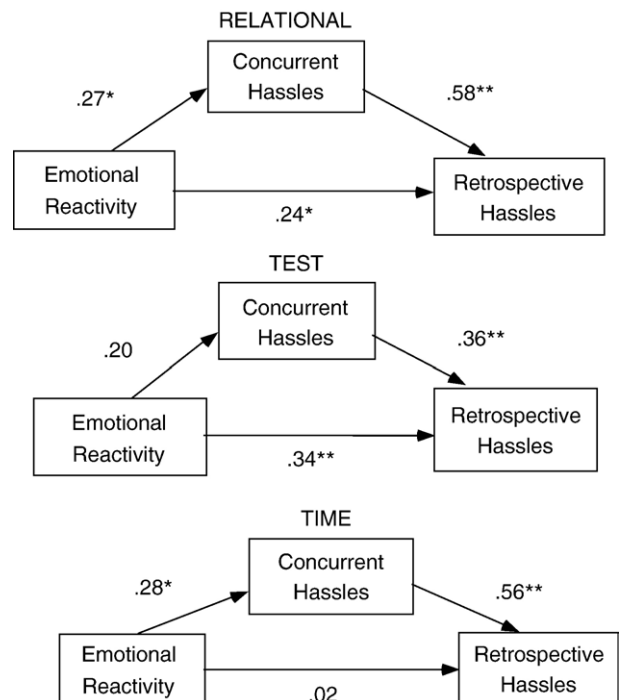 RELATIONAL
Concurrent
Hassles
.27*
.58**
Emotional
Reactivity
Retrospective
Hassles
.24*
TEST
Concurrent
Hassles
.20
.36**
Emotional
Reactivity
Retrospective
Hassles
.34**
TIME
Concurrent
Hassles
.28*
.56**
Emotional
Reactivity
Retrospective
Hassles
.02